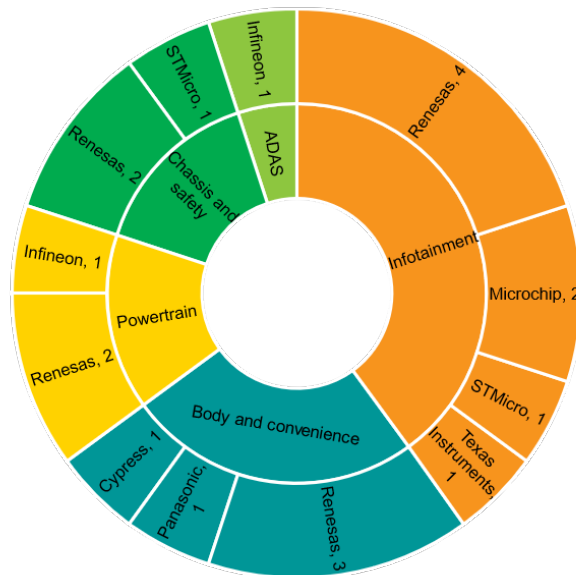 Renesas, 4
Microchip, 2
STMicro, 1
Texas
Instruments,
1
Infotainment
Renesas, 3
Panasonic,
1
Cypress, 1
Body and convenience
Renesas, 2
Infineon, 1
Powertrain
Renesas, 2
STMicro, 1
Chassis and
safety
Infineon, 1
ADAS